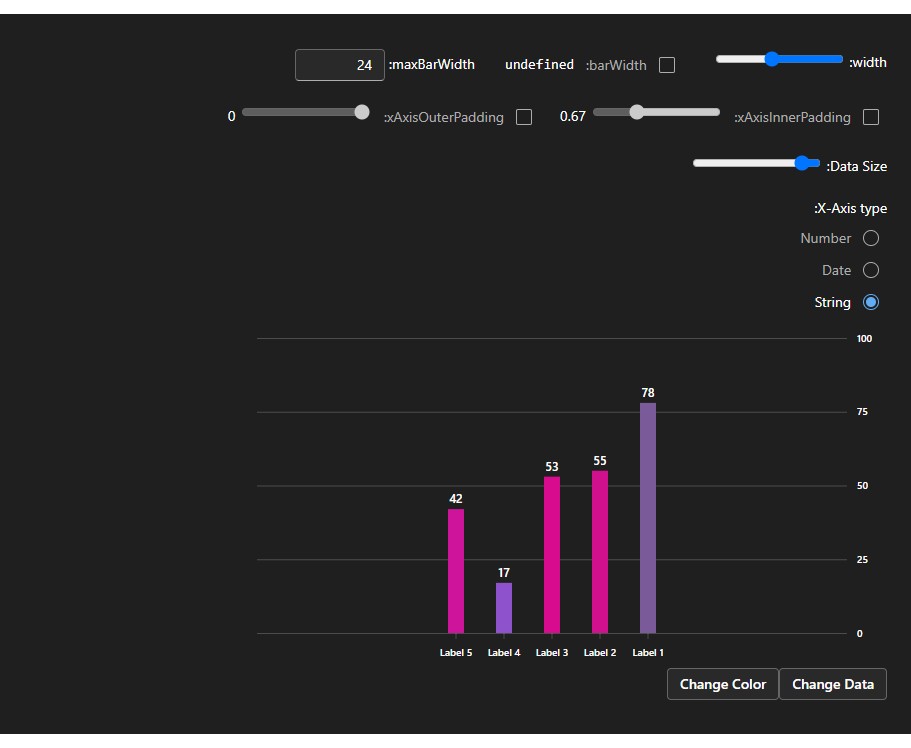 width:
barWidth: undefined
maxBarWidth: 24
xAxisInnerPadding: 0.67
xAxisOuterPadding: 0
Data Size:
X-Axis type:
Number
Date
String
100
78
75
55
53
50
42
25
17
0
Label 5 Label 4 Label 3 Label 2 Label 1
Change Color Change Data